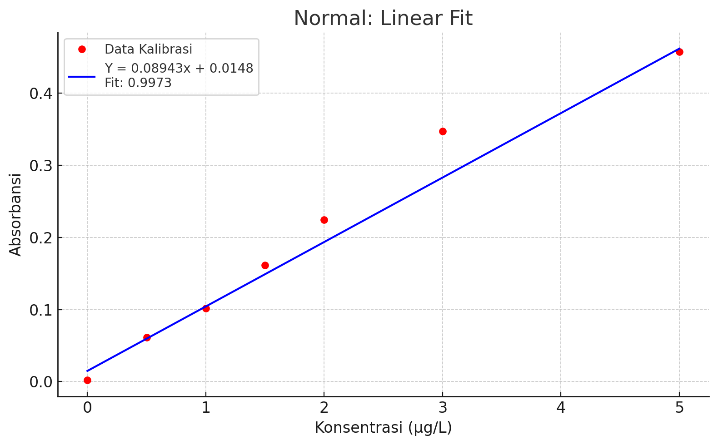 Normal: Linear Fit
Data Kalibrasi
Y = 0.08943x + 0.0148
Fit: 0.9973
Absorbansi
0.4
0.3
0.2
0.1
0.0
0 1 2 3 4 5
Konsentrasi (μg/L)